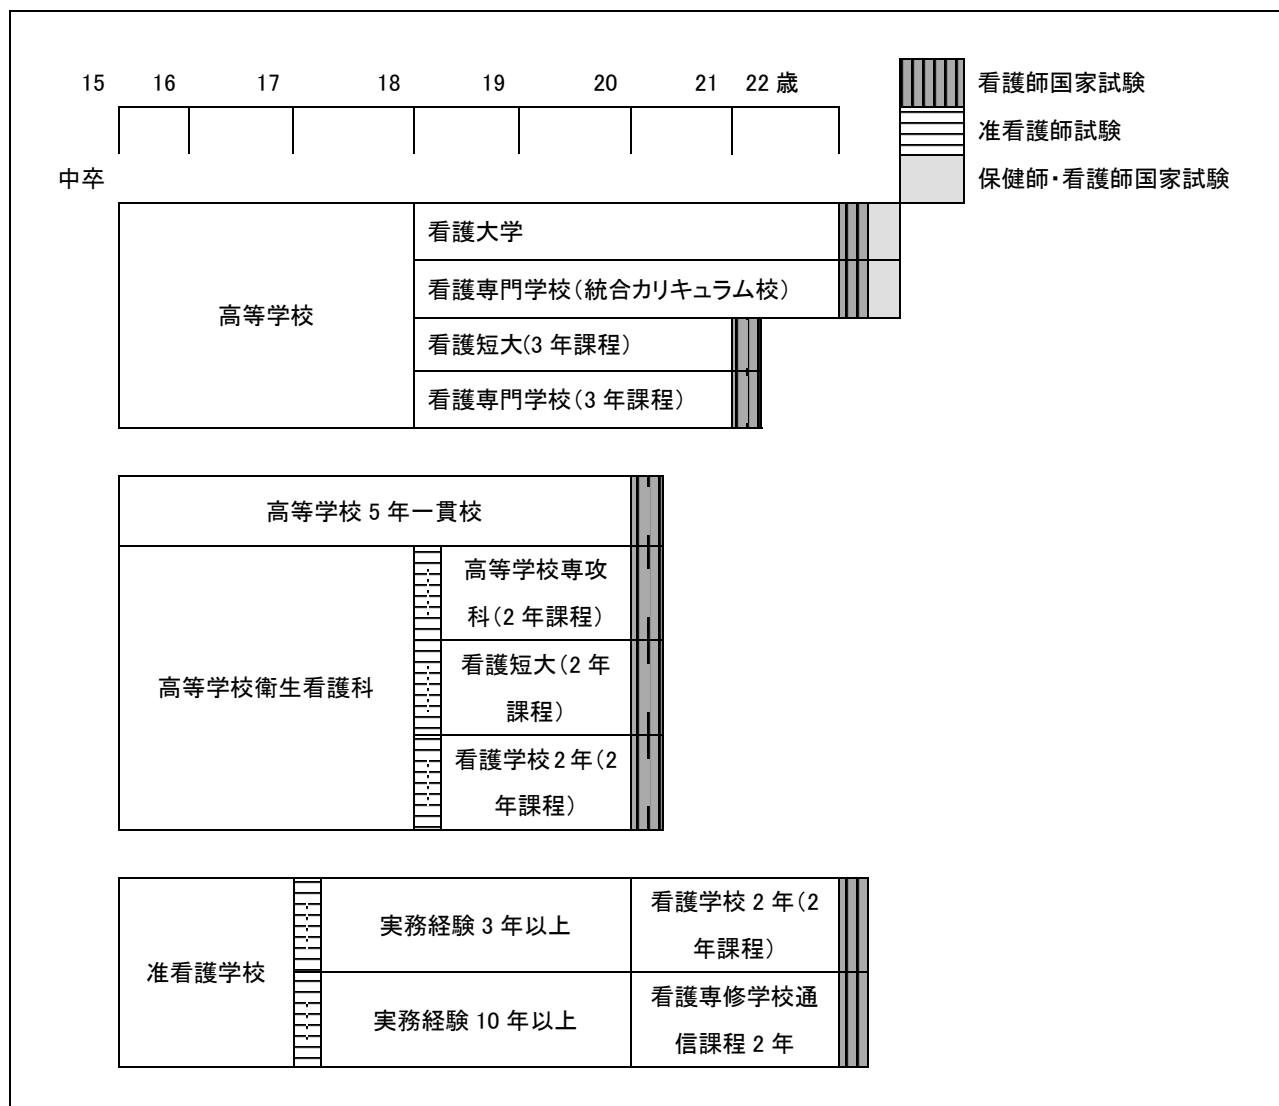 15 16 17 18 19 20 21 22 歳
看護師国家試験
准看護師試験
保健師・看護師国家試験
中卒
高等学校
看護大学
看護専門学校(統合カリキュラム校)
看護短大(3 年課程)
看護専門学校(3 年課程)
高等学校 5 年一貫校
高等学校衛生看護科
高等学校専攻
科(2 年課程)
看護短大(2 年
課程)
看護学校 2 年(2
年課程)
准看護学校
実務経験 3 年以上
看護学校 2 年(2
年課程)
実務経験 10 年以上
看護専修学校通
信課程 2 年